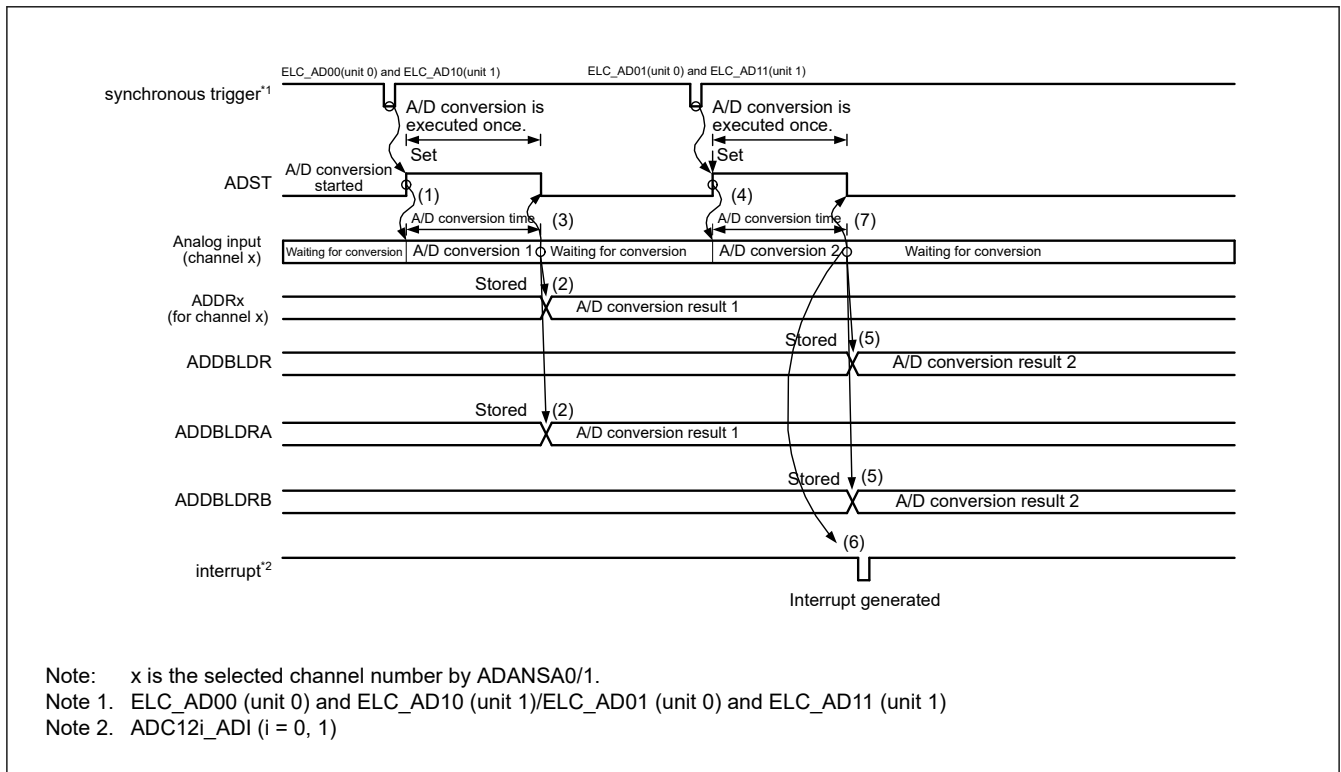 ELC_AD00(unit 0) and ELC_AD10(unit 1)
ELC_AD01(unit 0) and ELC_AD11(unit 1)
synchronous trigger*1
A/D conversion is
executed once.
A/D conversion is
executed once.
Set
Set
ADST
A/D conversion
started
(1)
(4)
A/D conversion time
(3)
A/D conversion time
(7)
Analog input
(channel x)
Waiting for conversion
A/D conversion 1
Waiting for conversion
A/D conversion 2
Waiting for conversion
Stored
(2)
ADDRx
(for channel x)
A/D conversion result 1
Stored
(5)
ADDBLDR
A/D conversion result 2
Stored
(2)
ADDBLDRA
A/D conversion result 1
Stored
(5)
ADDBLDRB
A/D conversion result 2
(6)
interrupt*2
Interrupt generated
Note: x is the selected channel number by ADANSA0/1.
Note 1. ELC_AD00 (unit 0) and ELC_AD10 (unit 1)/ELC_AD01 (unit 0) and ELC_AD11 (unit 1)
Note 2. ADC12i_ADI (i = 0, 1)